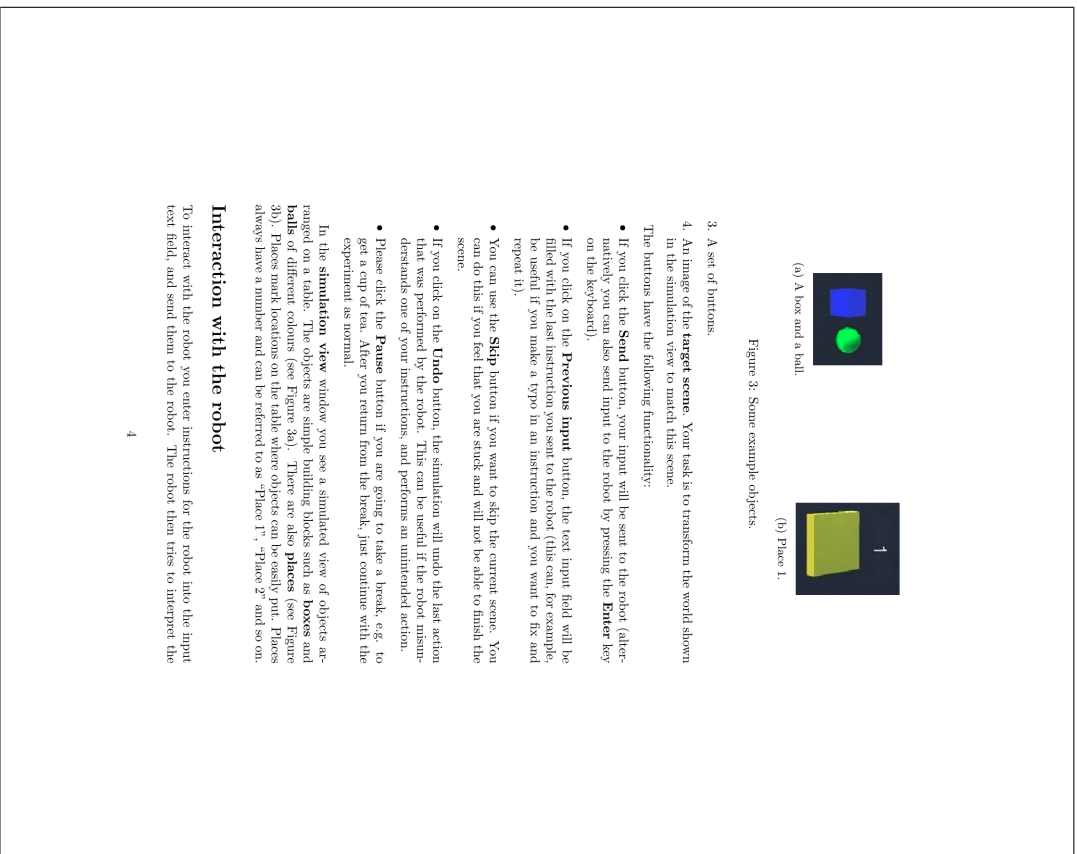 1
(a) A box and a ball.
(b) Place 1.
Figure 3: Some example objects.
3. A set of buttons.
4. An image of the target scene. Your task is to transform the world shown
in the simulation view to match this scene.
The buttons have the following functionality:
• If you click the Send button, your input will be sent to the robot (alter-
natively you can also send input to the robot by pressing the Enter key
on the keyboard).
• If you click on the Previous input button, the text input field will be
filled with the last instruction you sent to the robot (this can, for example,
be useful if you make a typo in an instruction and you want to fix and
repeat it).
• You can use the Skip button if you want to skip the current scene. You
can do this if you feel that you are stuck and will not be able to finish the
scene.
• If you click on the Undo button, the simulation will undo the last action
that was performed by the robot. This can be useful if the robot misun-
derstands one of your instructions, and performs an unintended action.
• Please click the Pause button if you are going to take a break, e.g. to
get a cup of tea. After you return from the break, just continue with the
experiment as normal.
In the simulation view window you see a simulated view of objects ar-
ranged on a table. The objects are simple building blocks such as boxes and
balls of different colours (see Figure 3a). There are also places (see Figure
3b). Places mark locations on the table where objects can be easily put. Places
always have a number and can be referred to as “Place 1”, “Place 2” and so on.
Interaction with the robot
To interact with the robot you enter instructions for the robot into the input
text field, and send them to the robot. The robot then tries to interpret the
4